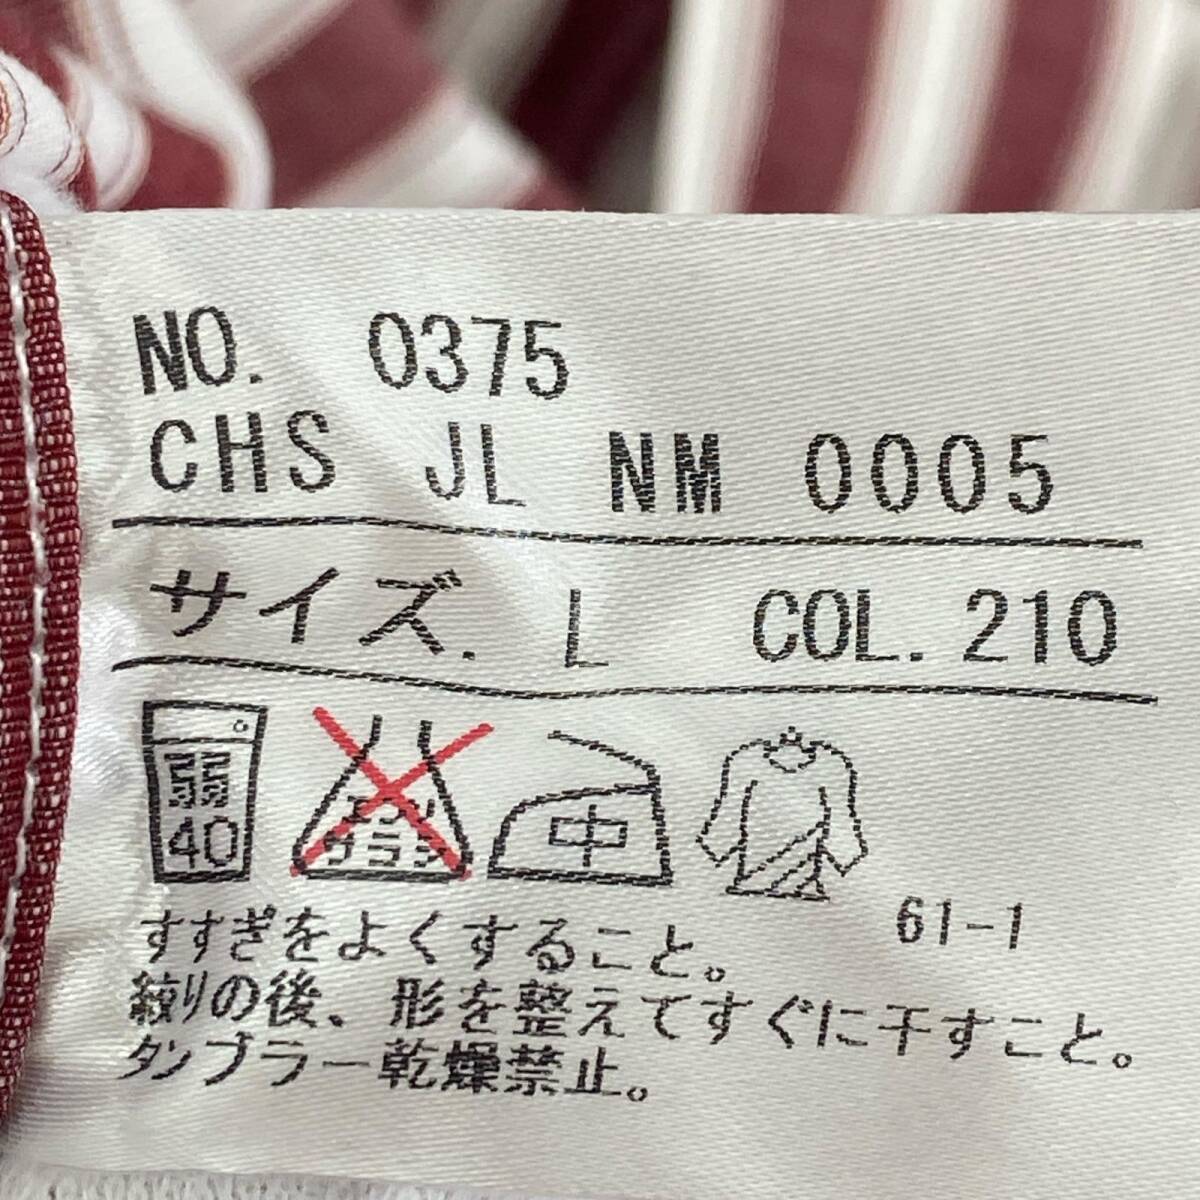 NO. 0375
CHS JL NM 0005
サイズ. L COL. 210
弱 40
エンソ サラシ 中
61-1
すすぎをよくすること。
絞りの後、形を整えてすぐに干すこと。
タンブラー乾燥禁止。